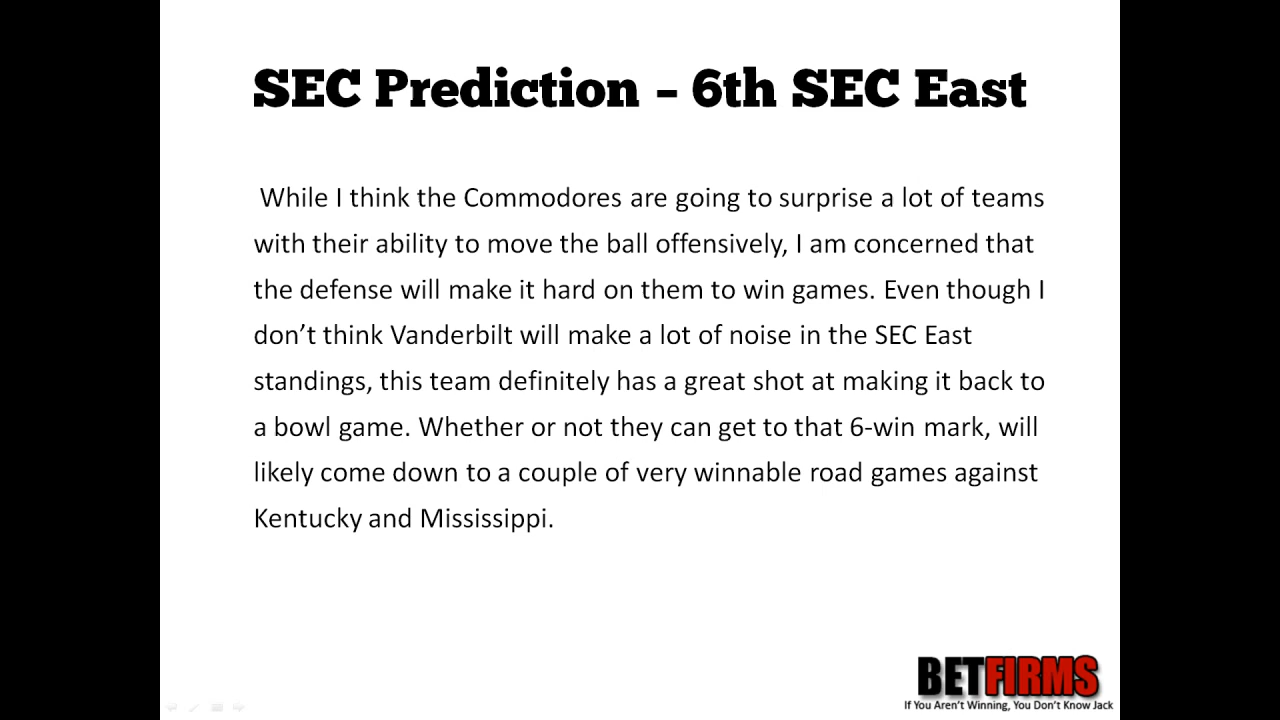 SEC Prediction – 6th SEC East
While I think the Commodores are going to surprise a lot of teams
with their ability to move the ball offensively, I am concerned that
the defense will make it hard on them to win games. Even though I
don’t think Vanderbilt will make a lot of noise in the SEC East
standings, this team definitely has a great shot at making it back to
a bowl game. Whether or not they can get to that 6-win mark, will
likely come down to a couple of very winnable road games against
Kentucky and Mississippi.
BETFIRMS
If You Aren't Winning, You Don't Know Jack